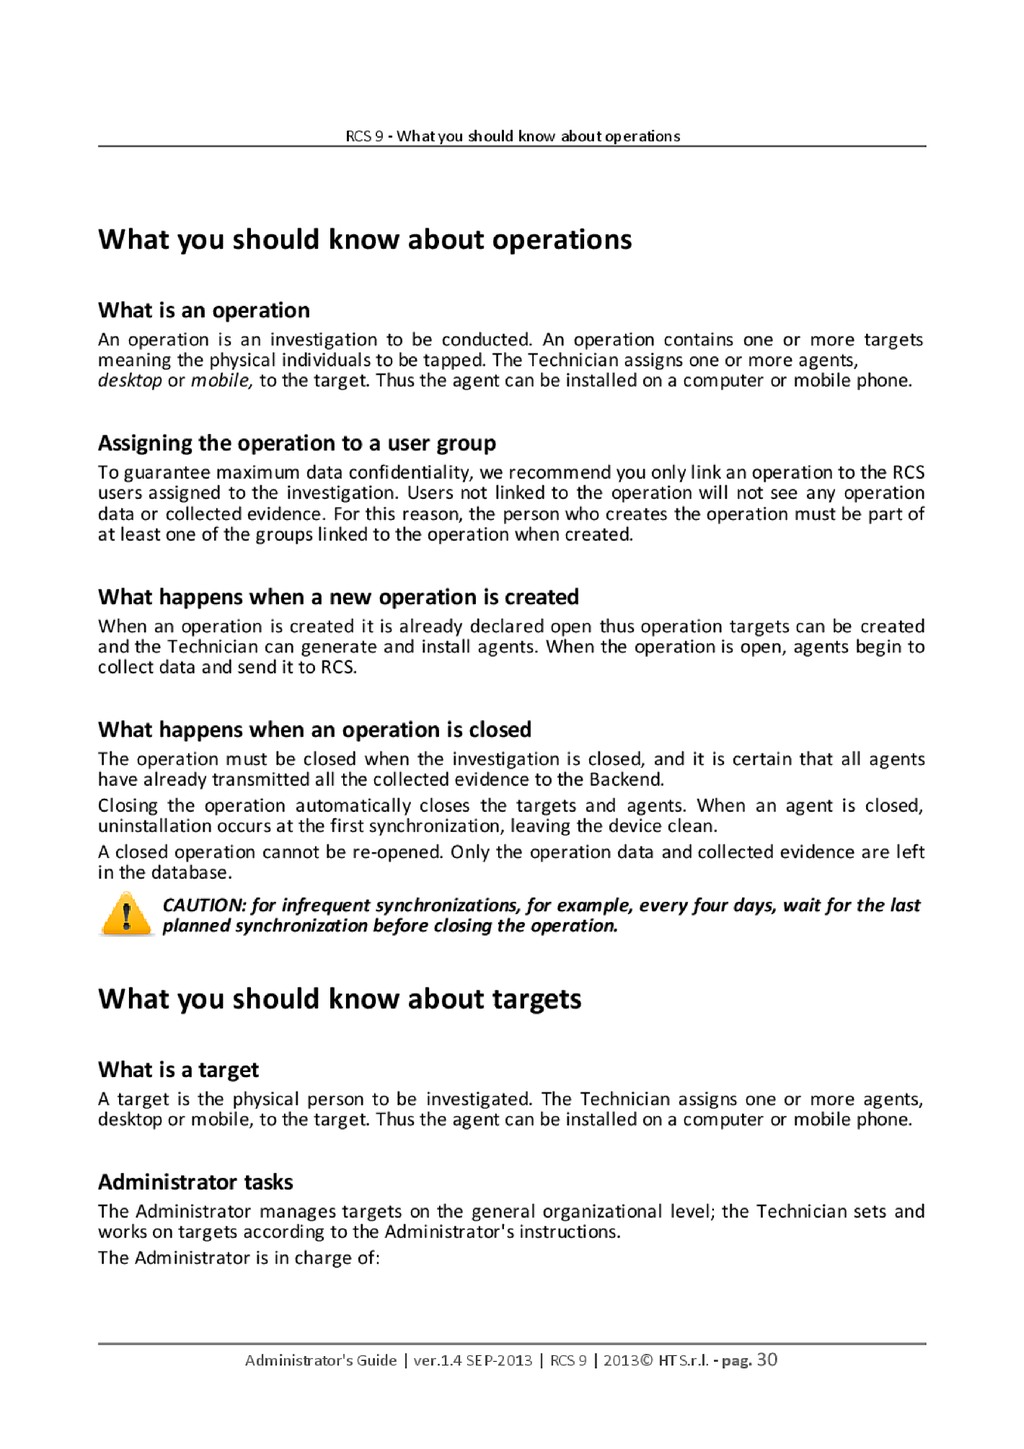 RCS 9 - What you should know about operations
What you should know about operations
What is an operation
An operation is an investigation to be conducted. An operation contains one or more targets
meaning the physical individuals to be tapped. The Technician assigns one or more agents,
desktop or mobile, to the target. Thus the agent can be installed on a computer or mobile phone.
Assigning the operation to a user group
To guarantee maximum data confidentiality, we recommend you only link an operation to the RCS
users assigned to the investigation. Users not linked to the operation will not see any operation
data or collected evidence. For this reason, the person who creates the operation must be part of
at least one of the groups linked to the operation when created.
What happens when a new operation is created
When an operation is created it is already declared open thus operation targets can be created
and the Technician can generate and install agents. When the operation is open, agents begin to
collect data and send it to RCS.
What happens when an operation is closed
The operation must be closed when the investigation is closed, and it is certain that all agents
have already transmitted all the collected evidence to the Backend.
Closing the operation automatically closes the targets and agents. When an agent is closed,
uninstallation occurs at the first synchronization, leaving the device clean.
A closed operation cannot be re-opened. Only the operation data and collected evidence are left
in the database.
CAUTION: for infrequent synchronizations, for example, every four days, wait for the last
planned synchronization before closing the operation.
What you should know about targets
What is a target
A target is the physical person to be investigated. The Technician assigns one or more agents,
desktop or mobile, to the target. Thus the agent can be installed on a computer or mobile phone.
Administrator tasks
The Administrator manages targets on the general organizational level; the Technician sets and
works on targets according to the Administrator's instructions.
The Administrator is in charge of:
Administrator's Guide | ver.1.4 SEP-2013 | RCS 9 | 2013© HT S.r.l. - pag. 30